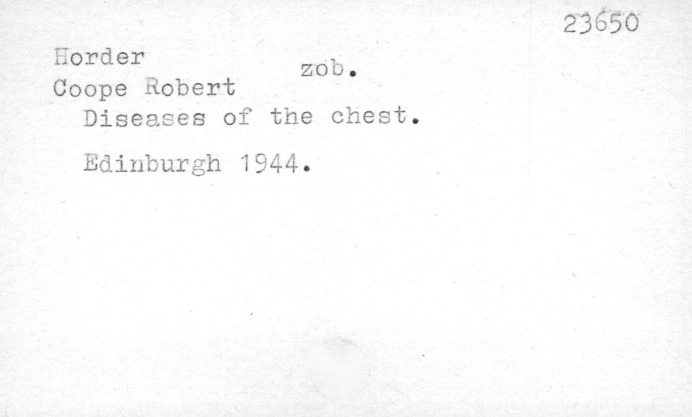 23650
Horder zob.
Coope Robert
Diseases of the chest.
Edinburgh 1944.